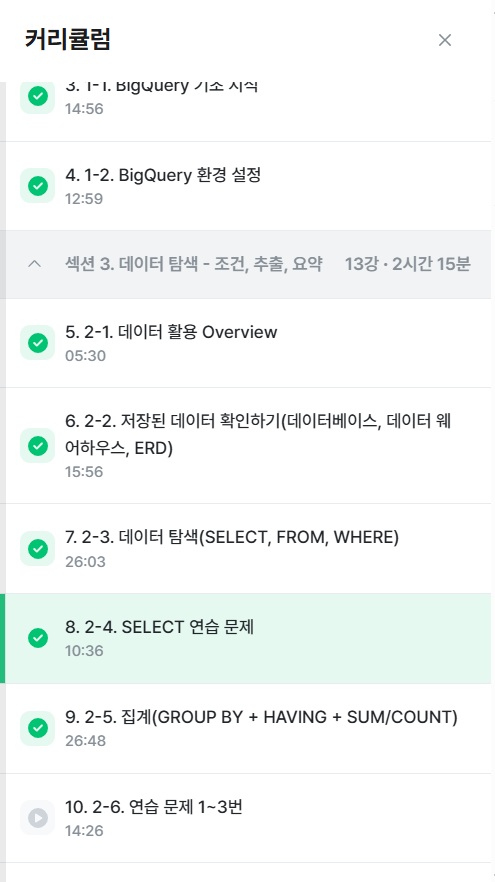 커리큘럼
3. 1-1. BigQuery 기초 지식
14:56
4. 1-2. BigQuery 환경 설정
12:59
섹션 3. 데이터 탐색 - 조건, 추출, 요약 13강 · 2시간 15분
5. 2-1. 데이터 활용 Overview
05:30
6. 2-2. 저장된 데이터 확인하기(데이터베이스, 데이터 웨
어하우스, ERD)
15:56
7. 2-3. 데이터 탐색(SELECT, FROM, WHERE)
26:03
8. 2-4. SELECT 연습 문제
10:36
9. 2-5. 집계(GROUP BY + HAVING + SUM/COUNT)
26:48
10. 2-6. 연습 문제 1~3번
14:26